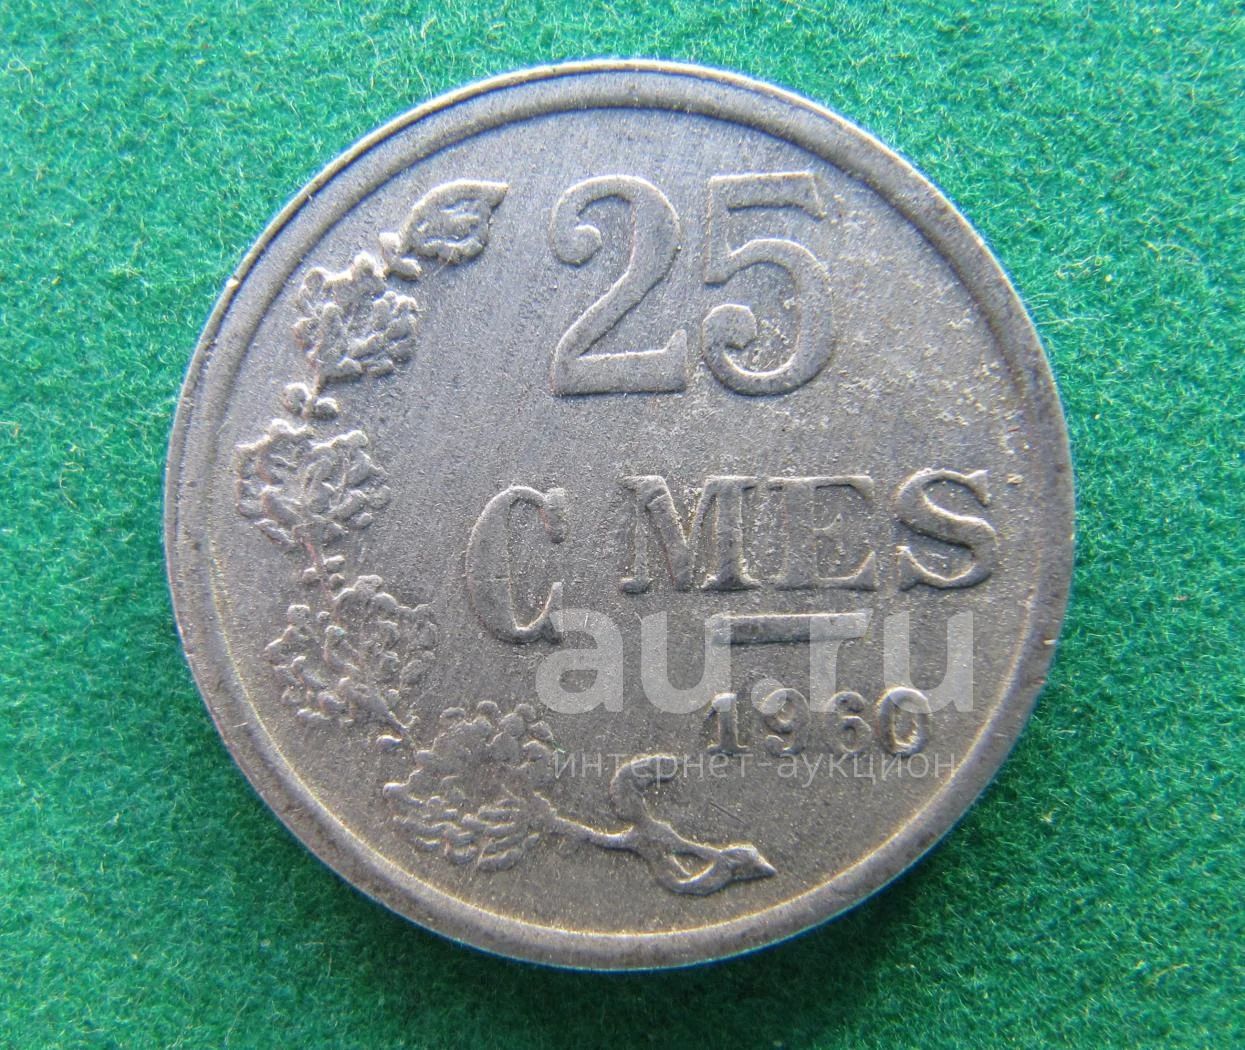 25
C MES
1960
au.ru
интернет-аукцион